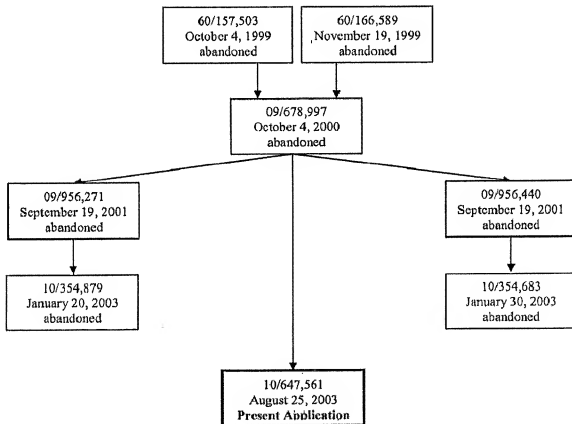 60/157,503
October 4, 1999
abandoned
60/166,589
November 19, 1999
abandoned
09/678,997
October 4, 2000
abandoned
09/956,271
September 19, 2001
abandoned
09/956,440
September 19, 2001
abandoned
10/354,879
January 20, 2003
abandoned
10/354,683
January 30, 2003
abandoned
10/647,561
August 25, 2003
Present Application